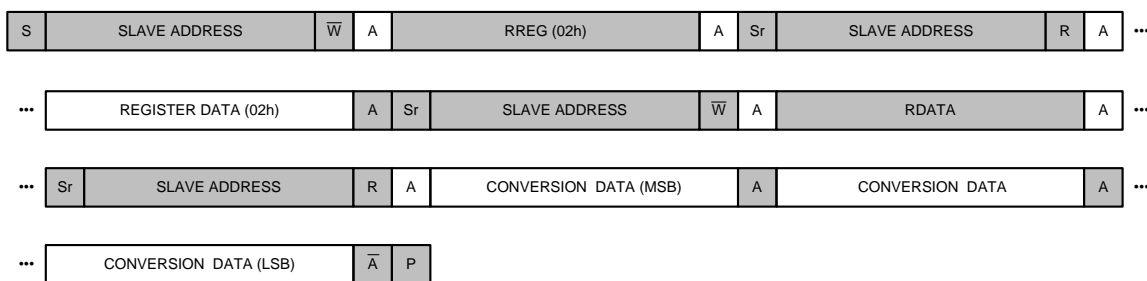 S SLAVE ADDRESS W̅ A RREG (02h) A Sr SLAVE ADDRESS R A •••
••• REGISTER DATA (02h) A Sr SLAVE ADDRESS W̅ A RDATA A •••
••• Sr SLAVE ADDRESS R A CONVERSION DATA (MSB) A CONVERSION DATA A •••
••• CONVERSION DATA (LSB) A̅ P